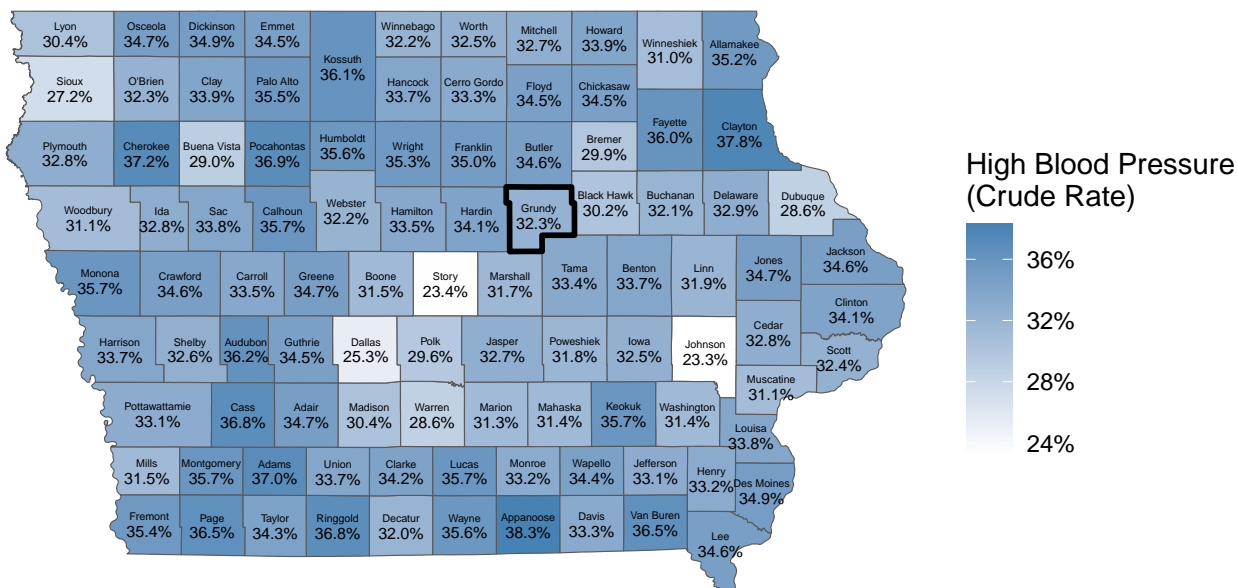 Lyon
30.4%
Osceola
34.7%
Dickinson
34.9%
Emmet
34.5%
Kossuth
36.1%
Winnebago
32.2%
Worth
32.5%
Mitchell
32.7%
Howard
33.9%
Winneshiek
31.0%
Allamakee
35.2%
Sioux
27.2%
O'Brien
32.3%
Clay
33.9%
Palo Alto
35.5%
Hancock
33.7%
Cerro Gordo
33.3%
Floyd
34.5%
Chickasaw
34.5%
Fayette
36.0%
Clayton
37.8%
Plymouth
32.8%
Cherokee
37.2%
Buena Vista
29.0%
Pocahontas
36.9%
Humboldt
35.6%
Wright
35.3%
Franklin
35.0%
Butler
34.6%
Bremer
29.9%
Woodbury
31.1%
Ida
32.8%
Sac
33.8%
Calhoun
35.7%
Webster
32.2%
Hamilton
33.5%
Hardin
34.1%
Grundy
32.3%
Black Hawk
30.2%
Buchanan
32.1%
Delaware
32.9%
Dubuque
28.6%
Monona
35.7%
Crawford
34.6%
Carroll
33.5%
Greene
34.7%
Boone
31.5%
Story
23.4%
Marshall
31.7%
Tama
33.4%
Benton
33.7%
Linn
31.9%
Jones
34.7%
Jackson
34.6%
Clinton
34.1%
Harrison
33.7%
Shelby
32.6%
Audubon
36.2%
Guthrie
34.5%
Dallas
25.3%
Polk
29.6%
Jasper
32.7%
Poweshiek
31.8%
Iowa
32.5%
Johnson
23.3%
Cedar
32.8%
Scott
32.4%
Muscatine
31.1%
Pottawattamie
33.1%
Cass
36.8%
Adair
34.7%
Madison
30.4%
Warren
28.6%
Marion
31.3%
Mahaska
31.4%
Keokuk
35.7%
Washington
31.4%
Louisa
33.8%
Mills
31.5%
Montgomery
35.7%
Adams
37.0%
Union
33.7%
Clarke
34.2%
Lucas
35.7%
Monroe
33.2%
Wapello
34.4%
Jefferson
33.1%
Henry
33.2%
Des Moines
34.9%
Fremont
35.4%
Page
36.5%
Taylor
34.3%
Ringgold
36.8%
Decatur
32.0%
Wayne
35.6%
Appanoose
38.3%
Davis
33.3%
Van Buren
36.5%
Lee
34.6%
High Blood Pressure
(Crude Rate)
36%
32%
28%
24%